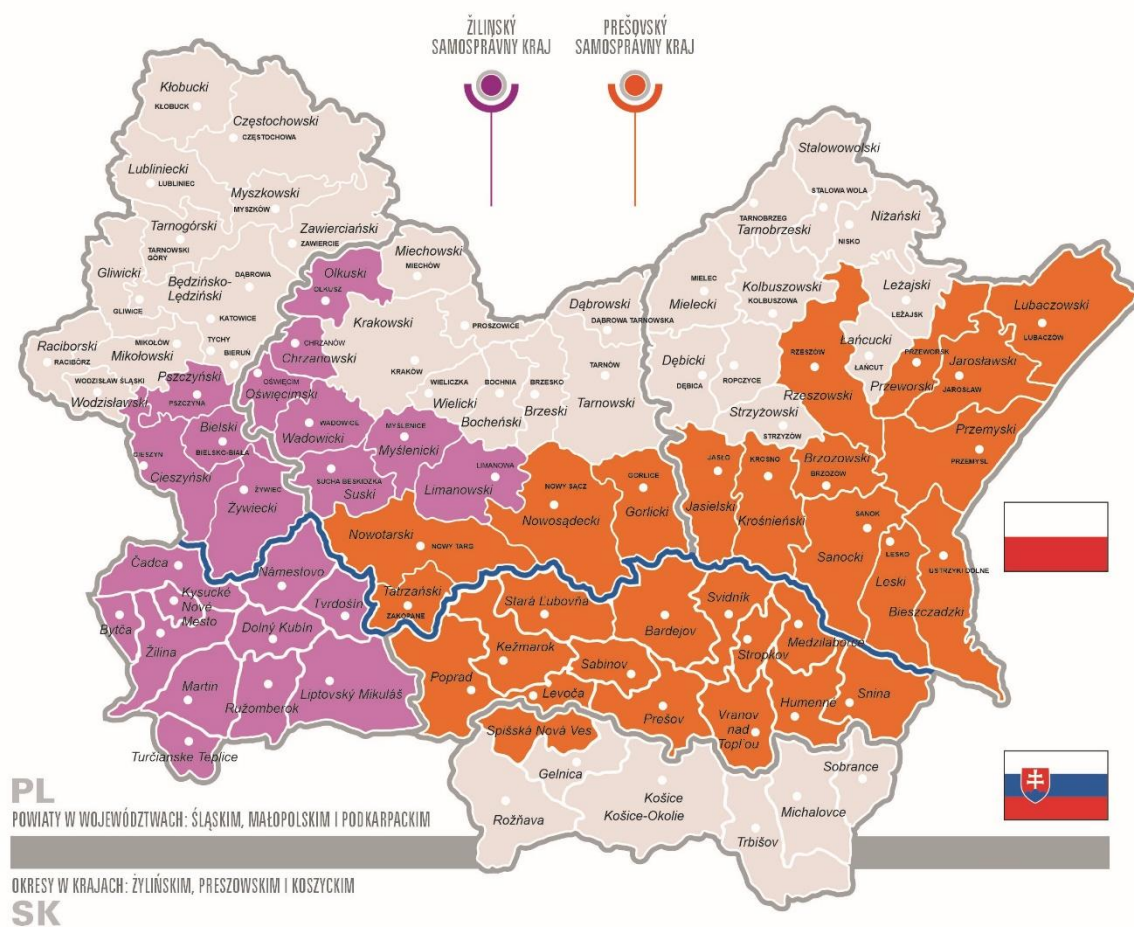 ŽILINSKÝ
SAMOSPRÁVNY KRAJ
PREŠOVSKÝ
SAMOSPRÁVNY KRAJ
Kłobucki
KŁOBUCK
Częstochowski
CZĘSTOCHOWA
Lubliniecki
LUBLINIEC
Myszkowski
MYSZKÓW
Tarnogórski
TARNOWSKI
GÓRY
Zawierciański
ZAWIERCIE
Gliwicki
GLIWICE
Będzińsko-
Lędziński
DĄBROWA
KATOWICE
Raciborski
RACIBÓRZ
MIKOŁÓW
Mikołowski
TYCHY
BIERUŃ
WODZISŁAW ŚLĄSKI
Wodzisławski
Pszczyński
PSZCZYNA
Bielski
BIELSKO-BIAŁA
CIESZYN
Cieszyński
ŻYWIEC
Żywiecki
Olkuski
OLKUSZ
Miechowski
MIECHÓW
Krakowski
KRAKÓW
PROSZOWICE
CHRZANÓW
Chrzanowski
OŚWIĘCIM
Oświęcimski
WADOWICE
Wadowicki
MYŚLENICE
Myślenicki
SUCHA BESKIDZKA
Suski
LIMANOWA
Limanowski
WIELICZKA
Wielicki
BOCHNIA
Bocheński
BRZESKO
Brzeski
Dąbrowski
DĄBROWA TARNOWSKA
TARNÓW
Tarnowski
Nowotarski
NOWY TARG
Tatrzański
ZAKOPANE
NOWY SĄCZ
Nowosądecki
GORLICE
Gorlicki
Stalowowolski
STALOWA WOLA
TARNOBRZEG
Tarnobrzeski
Niżański
NISKO
MIELEC
Mielecki
Kolbuszowski
KOLBUSZOWA
Leżajski
LEŻAJSK
Dębicki
DĘBICA
ROPCZYCE
RZESZÓW
Rzeszowski
Łańcucki
ŁAŃCUT
PRZEWORSK
Przeworski
Lubaczowski
LUBACZÓW
Jarosławski
JAROSŁAW
Strzyżowski
STRZYŻÓW
Przemyski
PRZEMYŚL
JASŁO
Jasielski
KROSNO
Krośnieński
Brzozowski
BRZOZÓW
SANOK
Sanocki
LESKO
Leski
USTRZYKI DOLNE
Bieszczadzki
Čadca
Kysucké
Nové
Mesto
Bytča
Žilina
Námestovo
Tvrdošín
Dolný Kubín
Martin
Ružomberok
Liptovský Mikuláš
Turčianske Teplice
Stará Ľubovňa
Kežmarok
Poprad
Levoča
Sabinov
Bardejov
Prešov
Svidník
Stropkov
Medzilaborce
Vranov
nad
Topľou
Humenné
Snina
Spišská Nová Ves
Gelnica
Rožňava
Košice
Košice-Okolie
Trbišov
Michalovce
Sobrance
PL
POWIATY W WOJEWÓDZTWACH: ŚLĄSKIM, MAŁOPOLSKIM I PODKARPACKIM
OKRESY W KRAJACH: ŻYLIŃSKIM, PRESZOWSKIM I KOSZYCKIM
SK